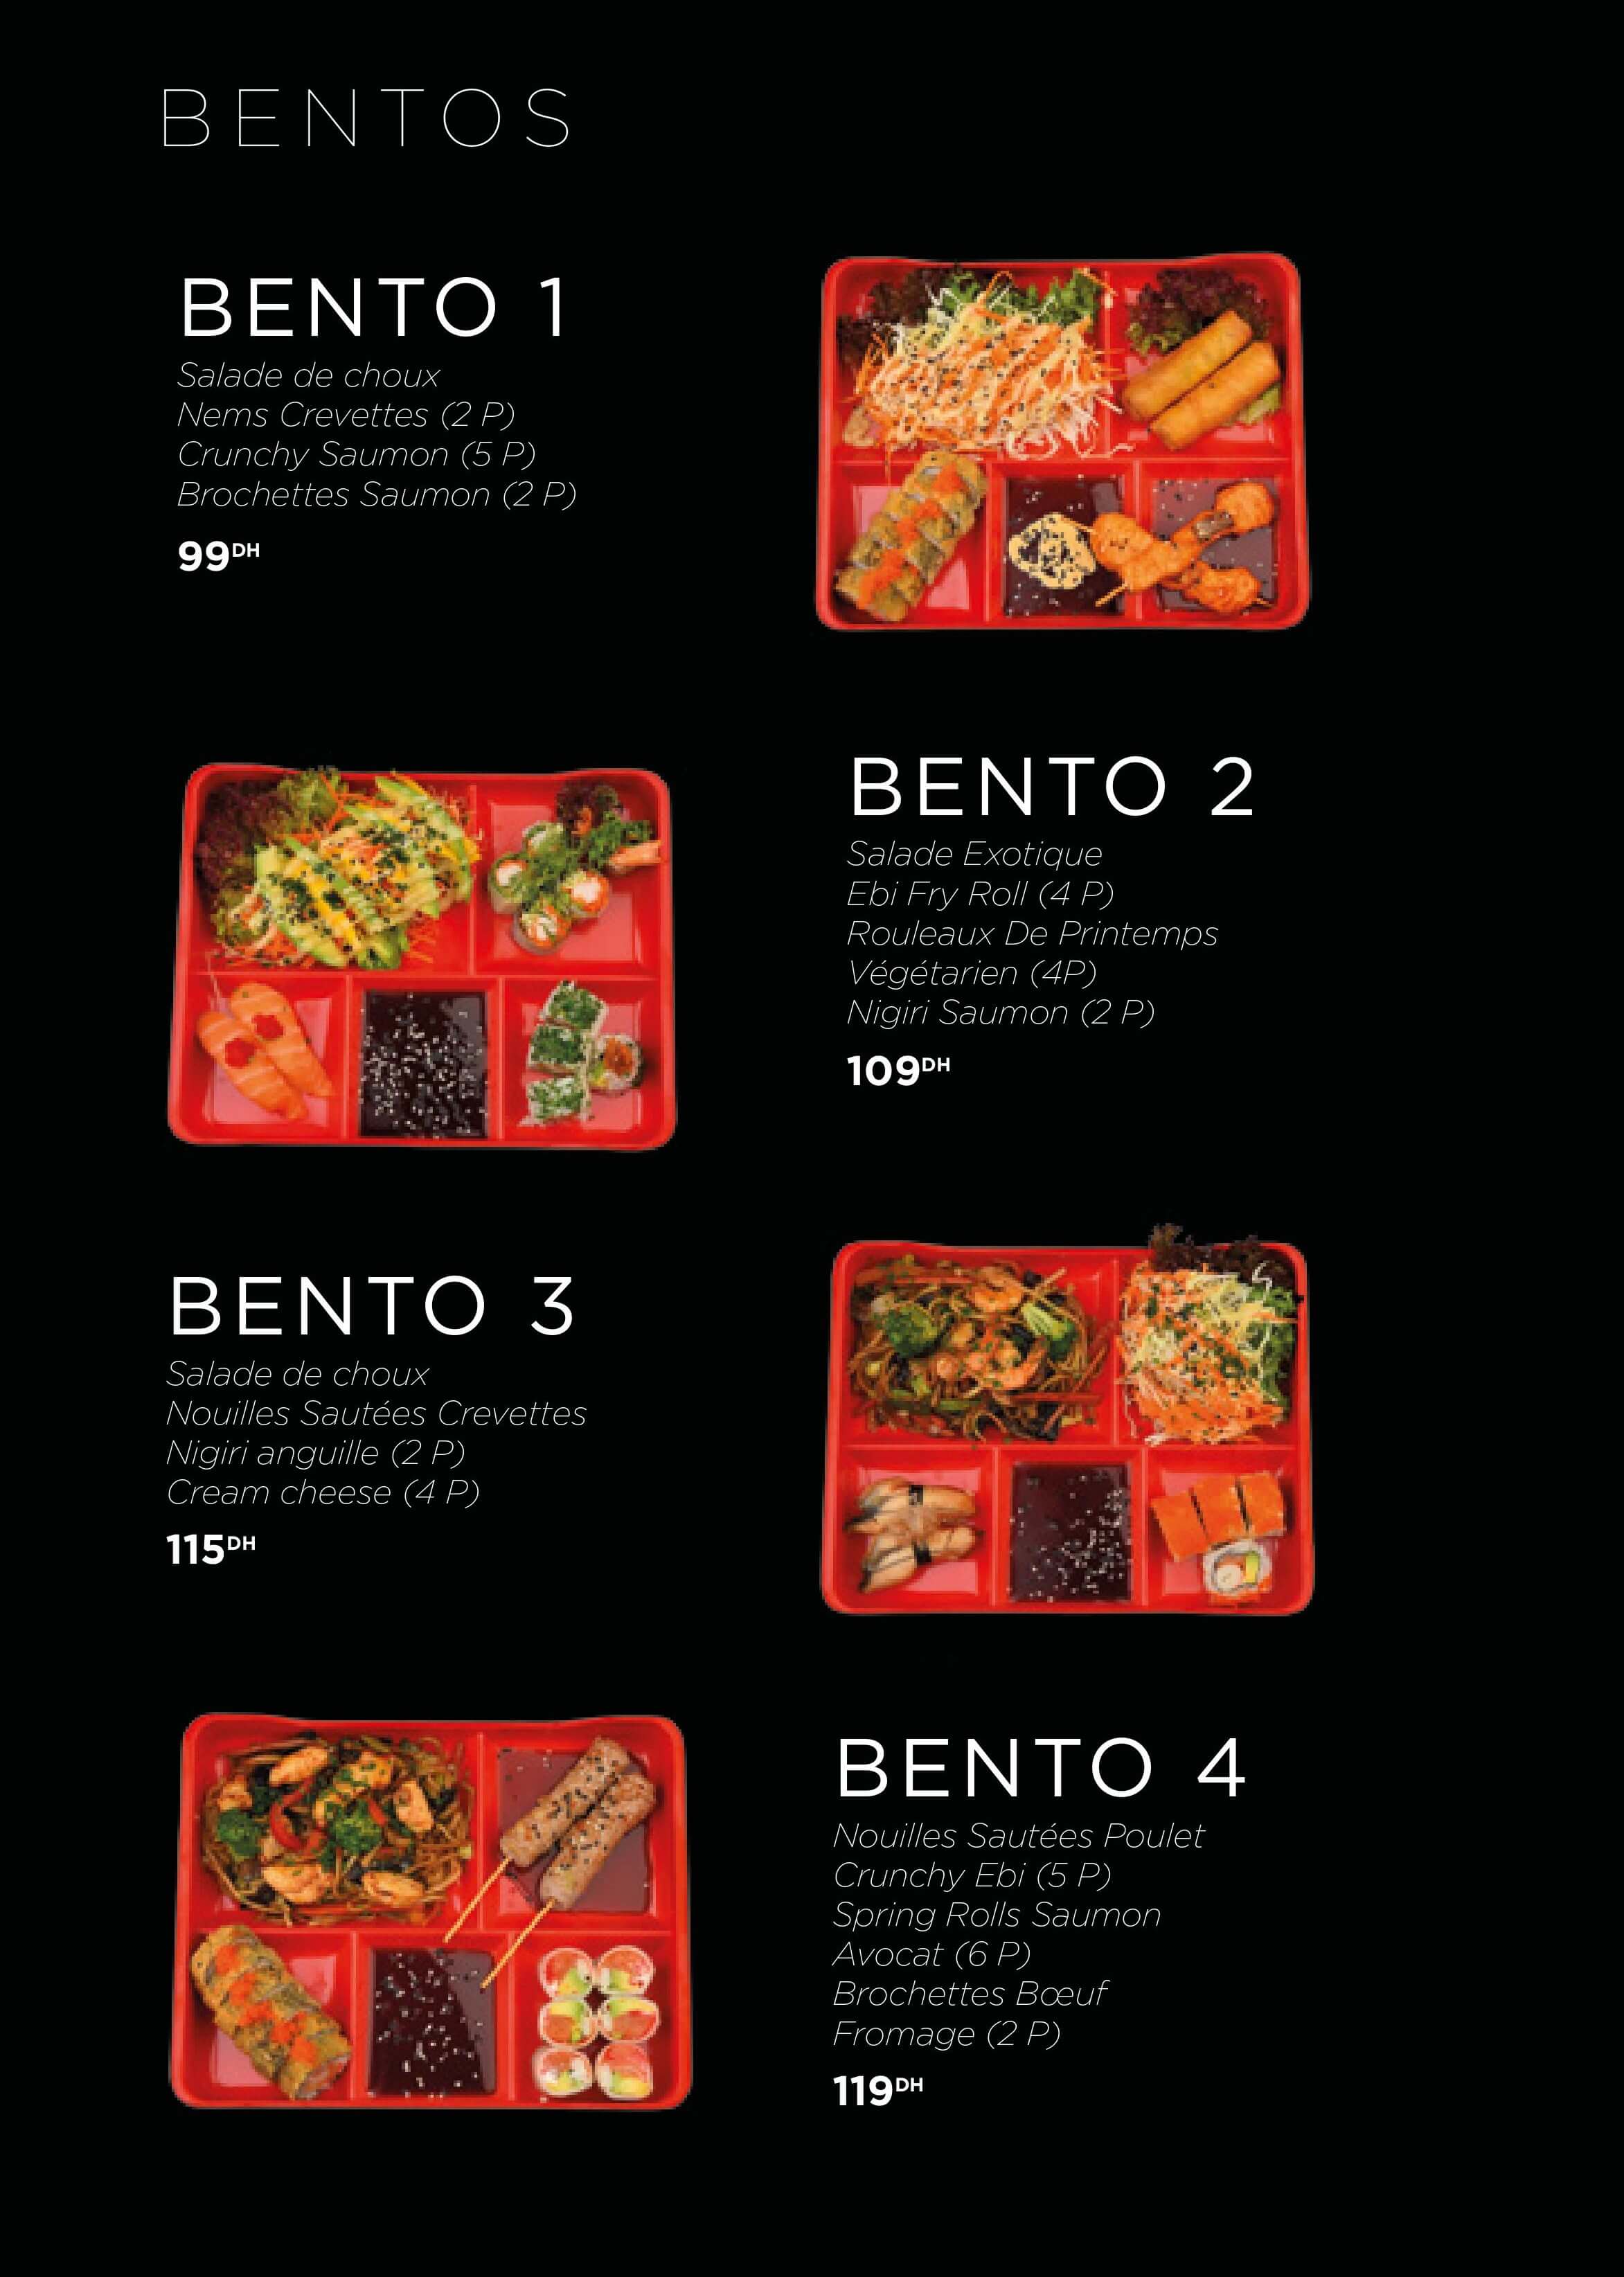 BENTOS
BENTO 1
Salade de choux
Nems Crevettes (2 P)
Crunchy Saumon (5 P)
Brochettes Saumon (2 P)
99DH
BENTO 2
Salade Exotique
Ebi Fry Roll (4 P)
Rouleaux De Printemps
Végétarien (4P)
Nigiri Saumon (2 P)
109DH
BENTO 3
Salade de choux
Nouilles Sautées Crevettes
Nigiri anguille (2 P)
Cream cheese (4 P)
115DH
BENTO 4
Nouilles Sautées Poulet
Crunchy Ebi (5 P)
Spring Rolls Saumon
Avocat (6 P)
Brochettes Bœuf
Fromage (2 P)
119DH